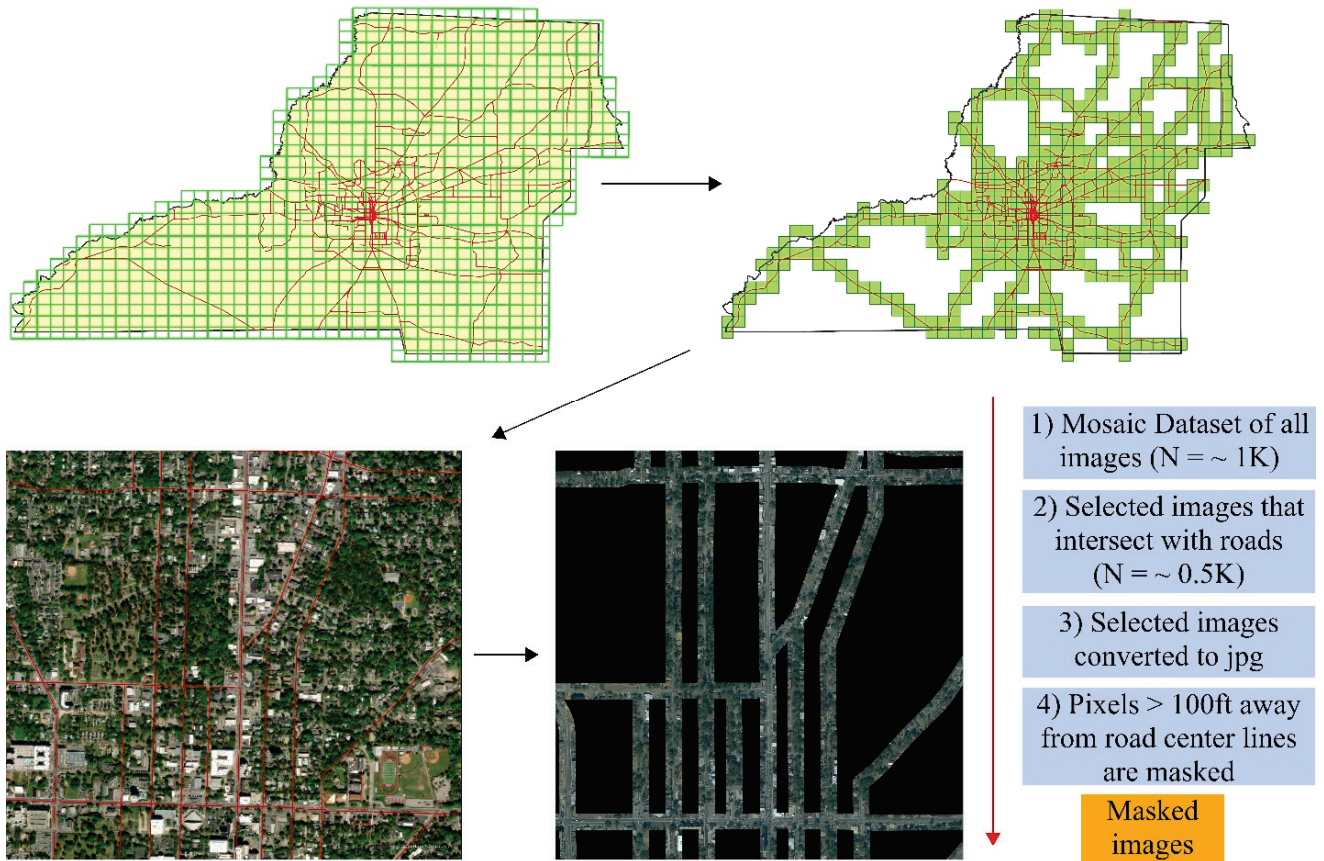 1) Mosaic Dataset of all
images (N = ~ 1K)
2) Selected images that
intersect with roads
(N = ~ 0.5K)
3) Selected images
converted to jpg
4) Pixels > 100ft away
from road center lines
are masked
Masked
images